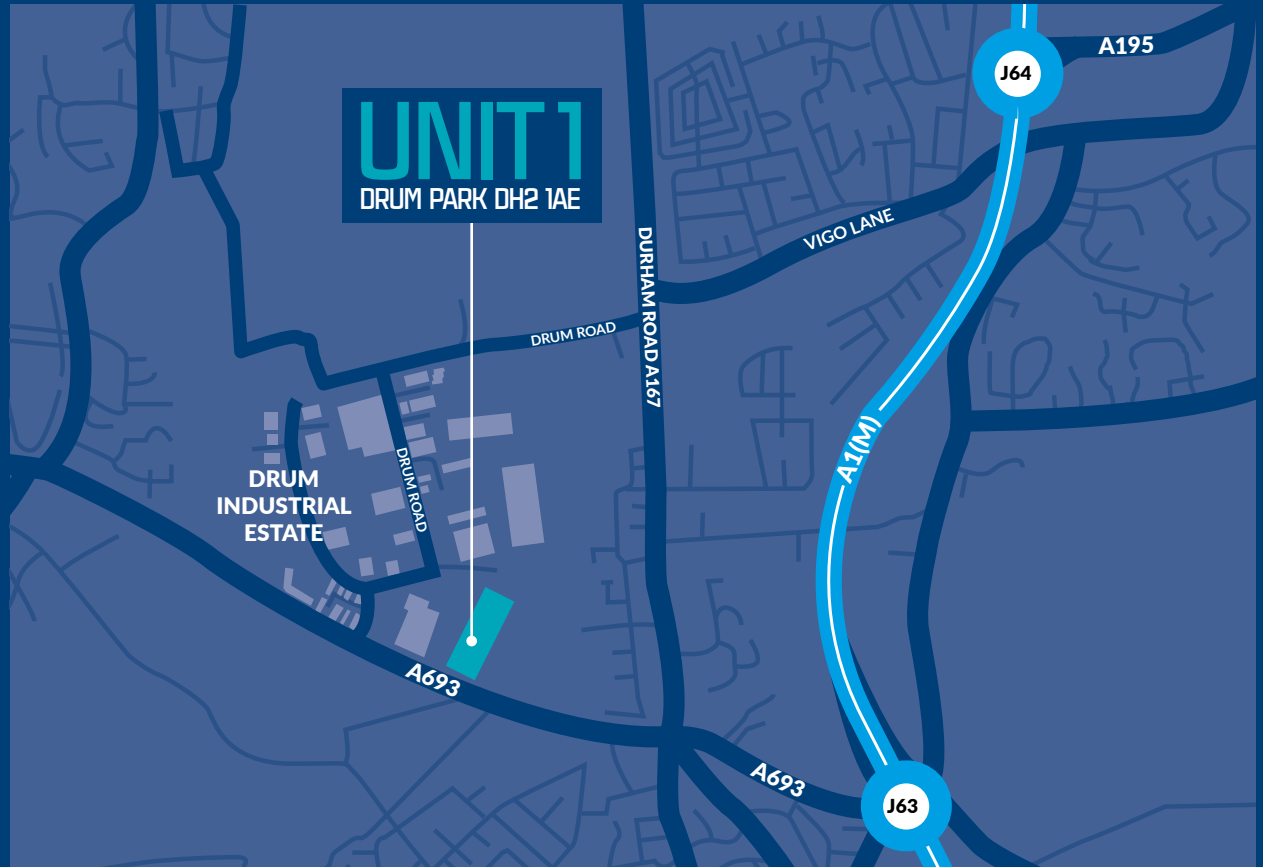 A195
J64
UNIT 1
DRUM PARK DH2 1AE
VIGO LANE
DURHAM ROAD A167
DRUM ROAD
A1(M)
DRUM ROAD
DRUM
INDUSTRIAL
ESTATE
A693
A693
J63